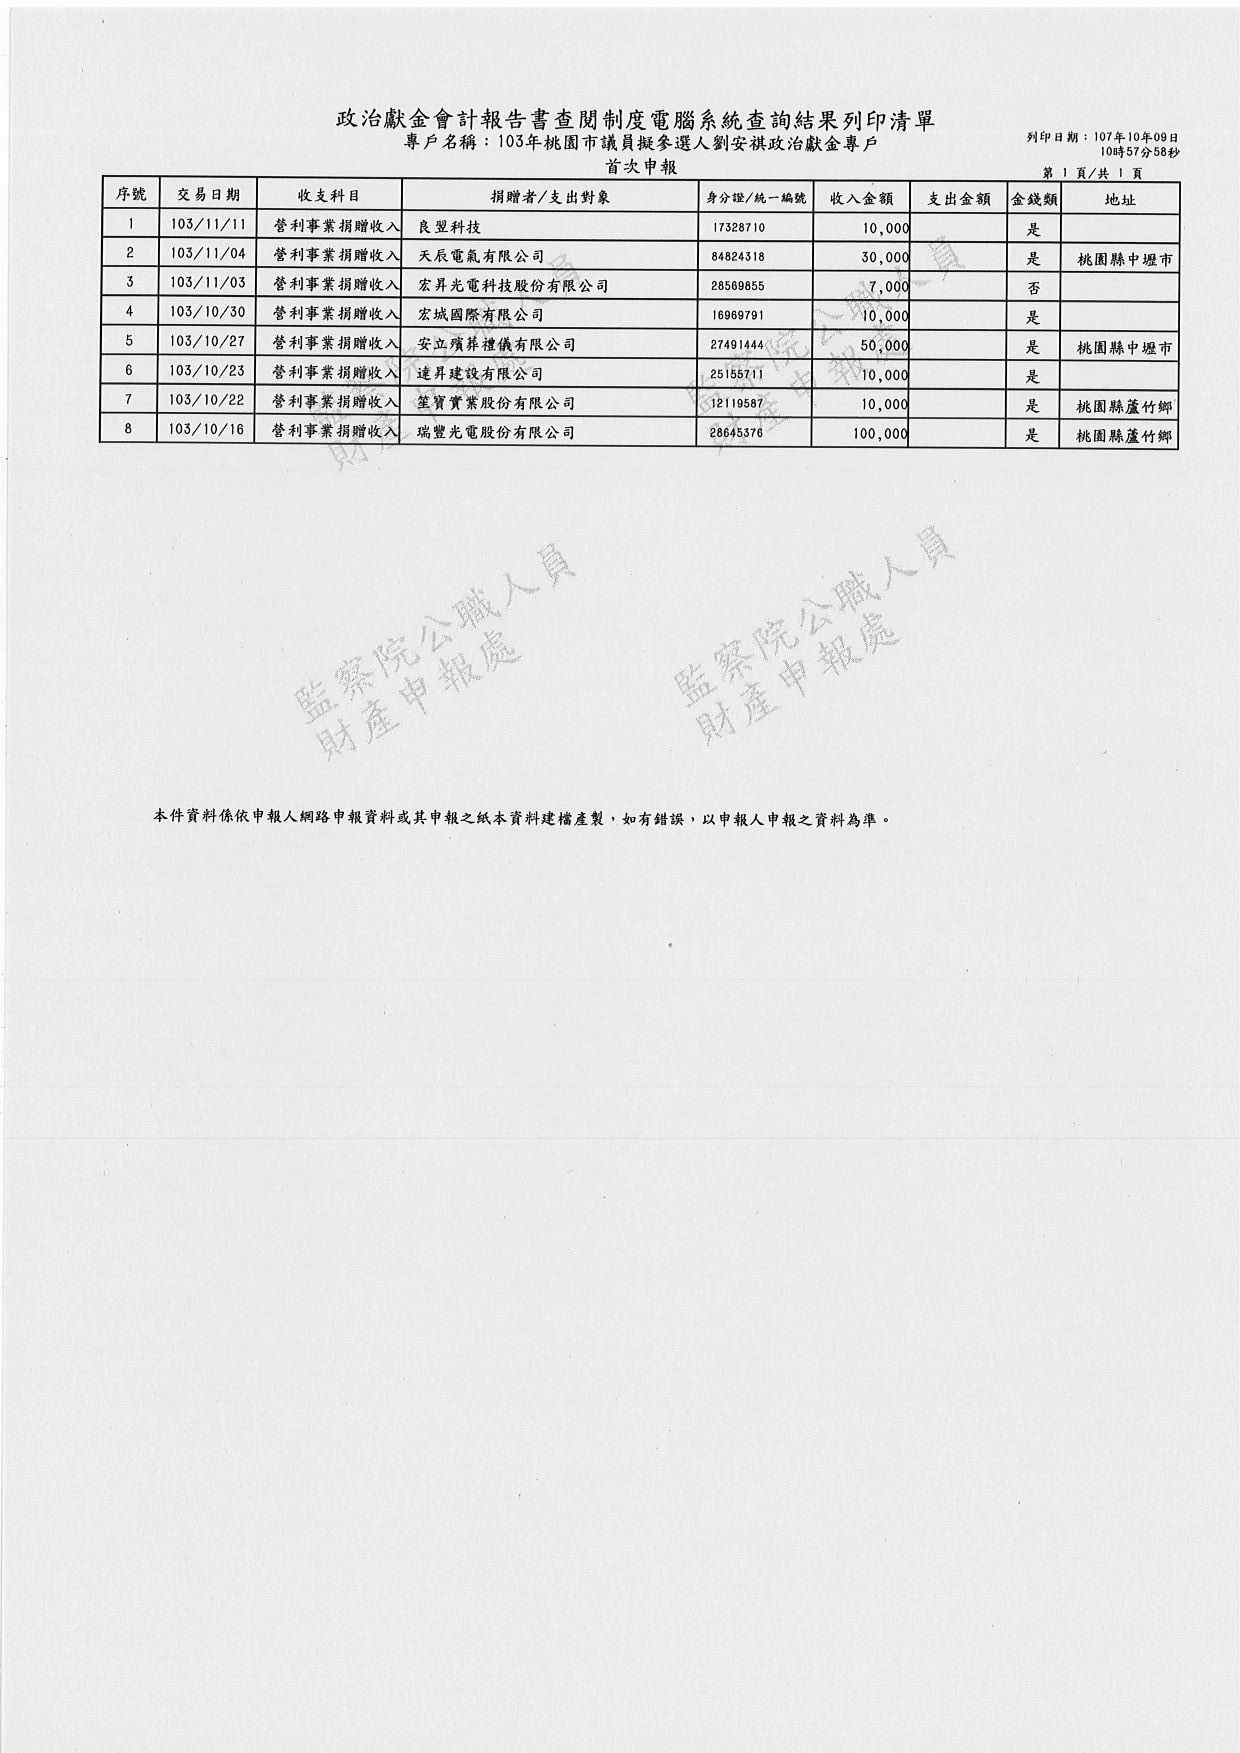 政治獻金會計報告書查閱制度電腦系統查詢結果列印清單
專戶名稱：103年桃園市議員擬參選人劉安祺政治獻金專戶
列印日期：107年10年09日
10時57分58秒
首次申報
第 1 頁/共 1 頁
序號 交易日期 收支科目 捐贈者/支出對象 身分證/統一編號 收入金額 支出金額 金錢類 地址
1 103/11/11 營利事業捐贈收入 良翌科技 17328710 10,000 是
2 103/11/04 營利事業捐贈收入 天辰電氣有限公司 84824318 30,000 是 桃園縣中壢市
3 103/11/03 營利事業捐贈收入 宏昇光電科技股份有限公司 28569855 7,000 否
4 103/10/30 營利事業捐贈收入 宏城國際有限公司 16969791 10,000 是
5 103/10/27 營利事業捐贈收入 安立殯葬禮儀有限公司 27491444 50,000 是 桃園縣中壢市
6 103/10/23 營利事業捐贈收入 達昇建設有限公司 25155711 10,000 是
7 103/10/22 營利事業捐贈收入 笙寶實業股份有限公司 12119587 10,000 是 桃園縣蘆竹鄉
8 103/10/16 營利事業捐贈收入 瑞豐光電股份有限公司 28645376 100,000 是 桃園縣蘆竹鄉
監察院公職人員
財產申報處
監察院公職人員
財產申報處
監察院公職人員
財產申報處
監察院公職人員
財產申報處
本件資料係依申報人網路申報資料或其申報之紙本資料建檔產製，如有錯誤，以申報人申報之資料為準。